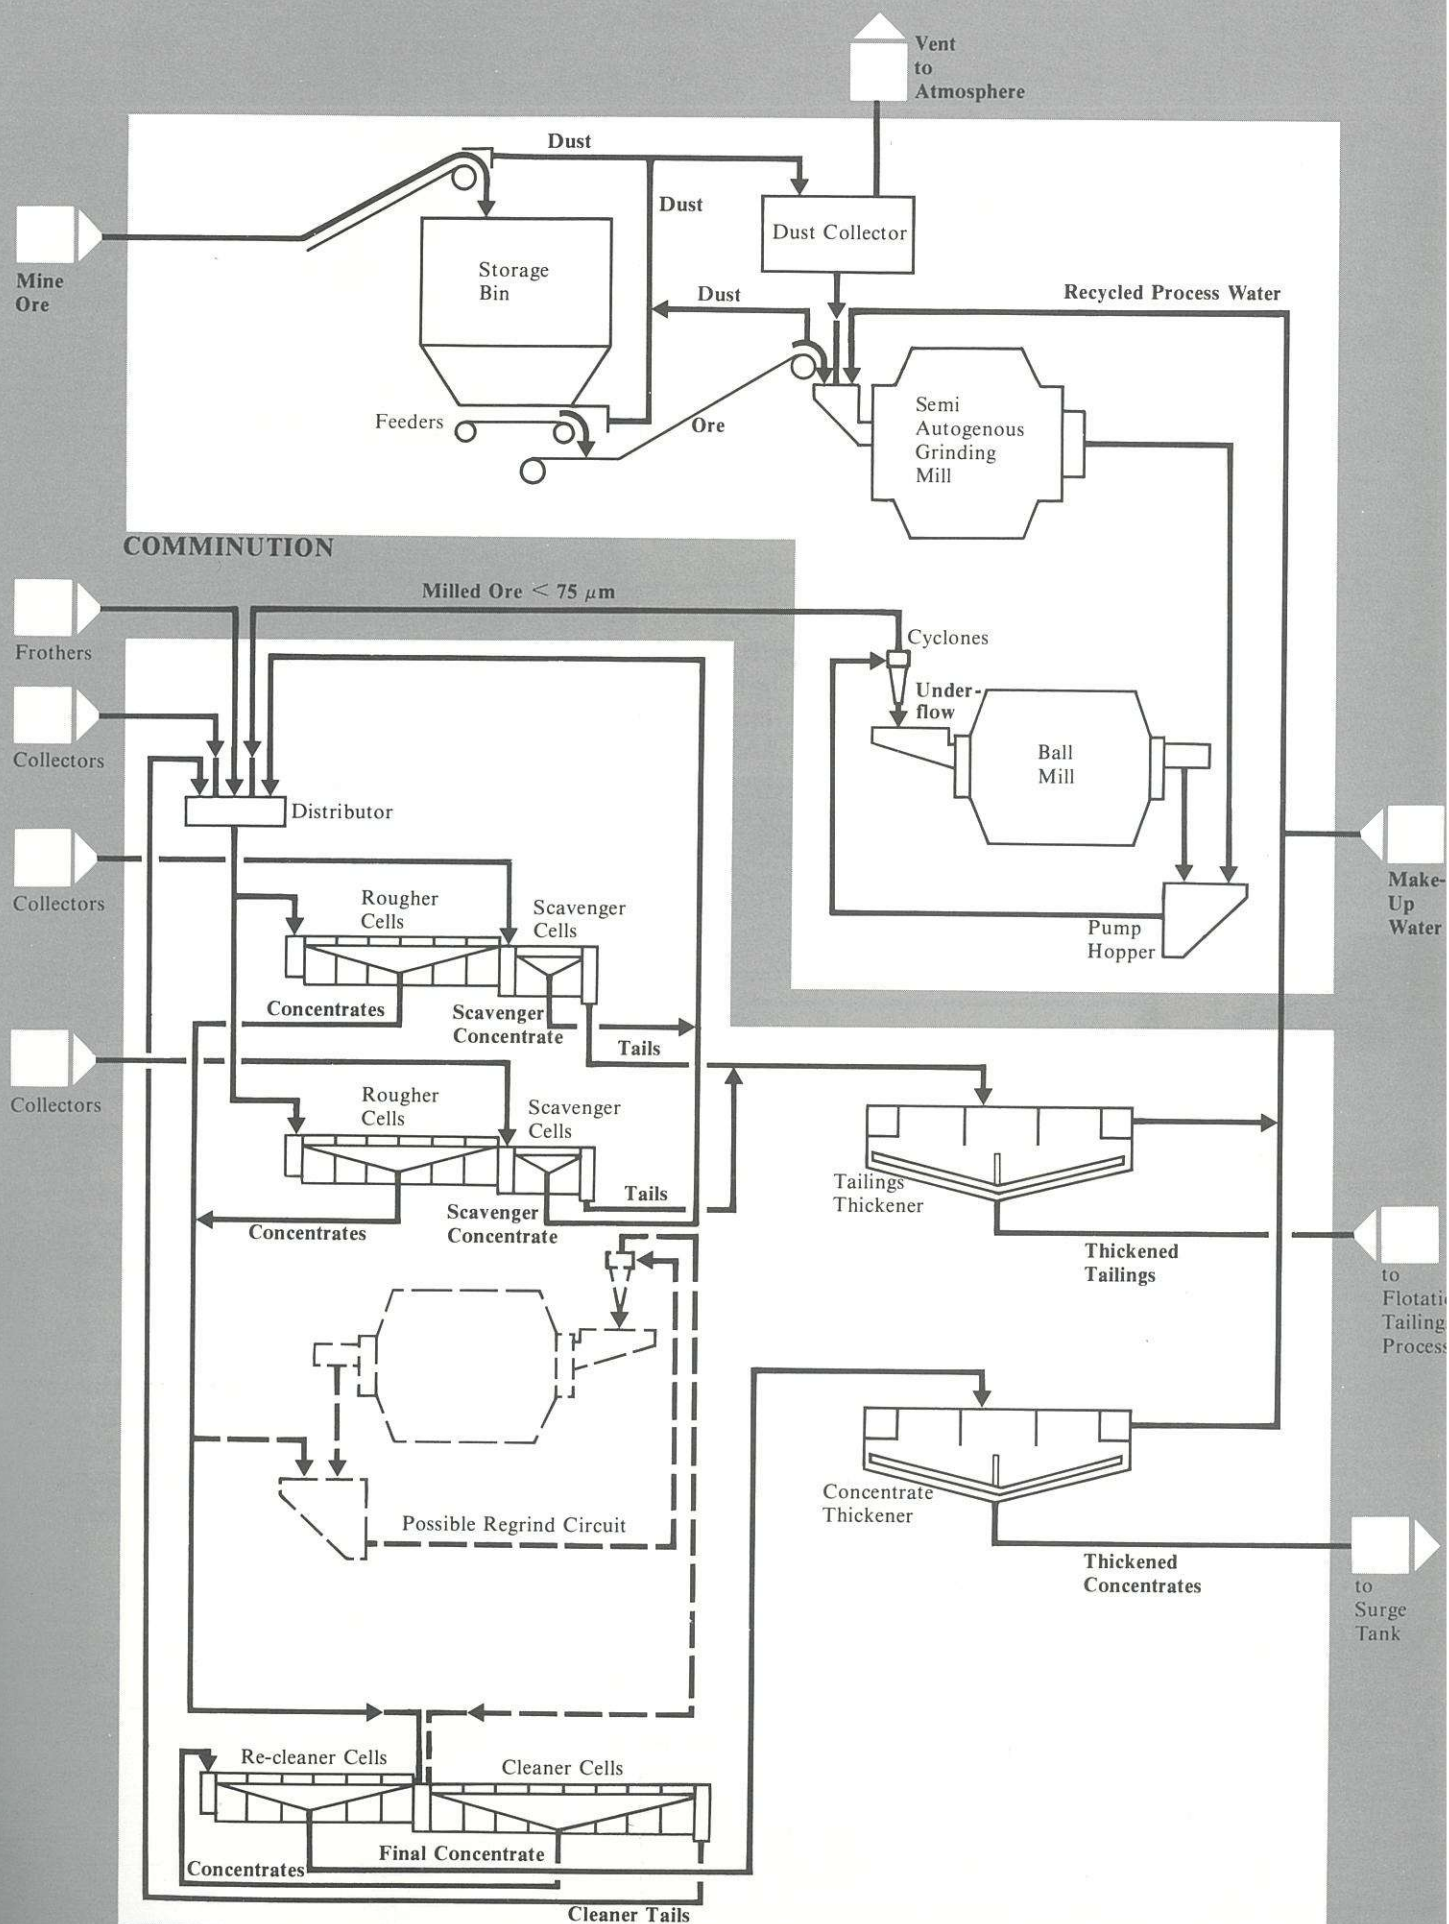 Vent
to
Atmosphere
Dust
Dust
Dust Collector
Mine
Ore
Storage
Bin
Dust
Recycled Process Water
Feeders
Ore
Semi
Autogenous
Grinding
Mill
COMMINUTION
Milled Ore < 75 μm
Frothers
Cyclones
Under-
flow
Collectors
Ball
Mill
Distributor
Collectors
Rougher
Cells
Scavenger
Cells
Make-
Up
Water
Pump
Hopper
Concentrates
Scavenger
Concentrate
Tails
Collectors
Rougher
Cells
Scavenger
Cells
Tailings
Thickener
Tails
Concentrates
Scavenger
Concentrate
Thickened
Tailings
to
Flotati
Tailing
Process
Concentrate
Thickener
Possible Regrind Circuit
Thickened
Concentrates
to
Surge
Tank
Re-cleaner Cells
Cleaner Cells
Final Concentrate
Concentrates
Cleaner Tails